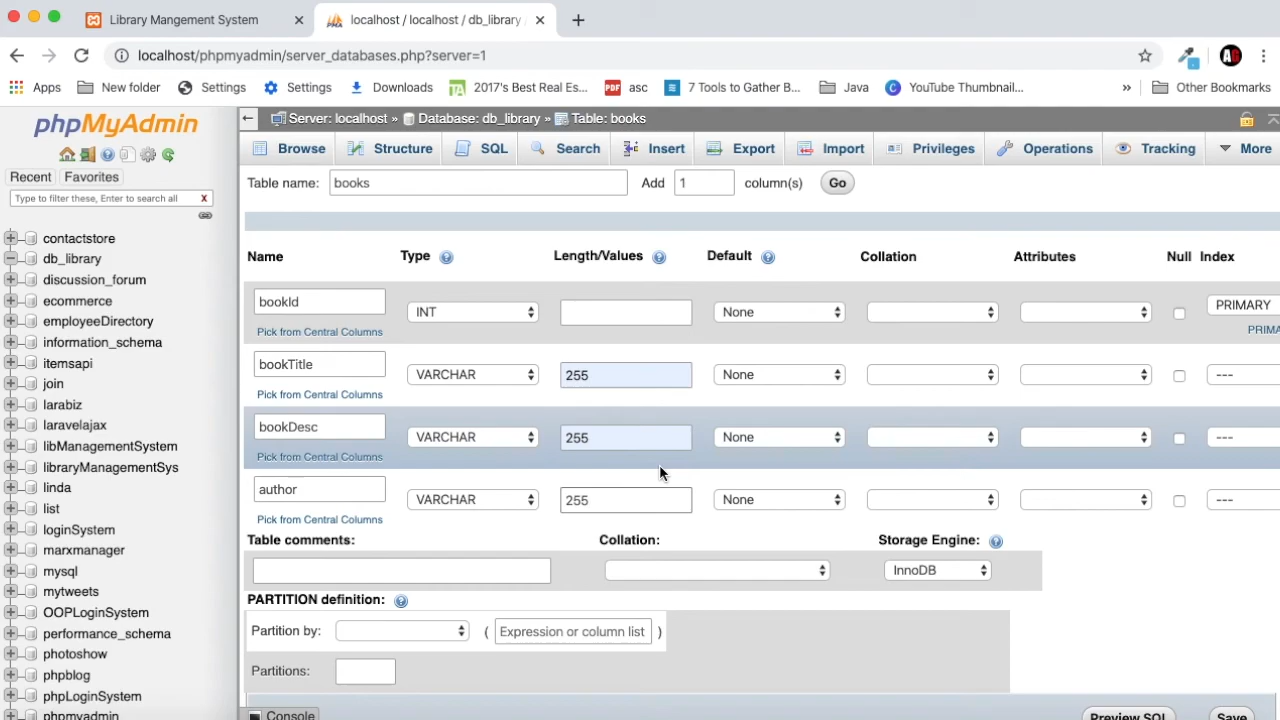 Library Mangement System
localhost / localhost / db_library
localhost/phpmyadmin/server_databases.php?server=1
Apps
New folder
Settings
Settings
Downloads
2017's Best Real Es...
PDF
asc
7 Tools to Gather B...
Java
YouTube Thumbnail...
»
Other Bookmarks
phpMyAdmin
Recent
Favorites
Type to filter these, Enter to search all
X
contactstore
db_library
discussion_forum
ecommerce
employeeDirectory
information_schema
itemsapi
join
larabiz
laravelajax
libManagementSystem
libraryManagementSys
linda
list
loginSystem
marxmanager
mysql
mytweets
OOPLoginSystem
performance_schema
photoshow
phpblog
phpLoginSystem
phpmyadmin
Server: localhost » Database: db_library » Table: books
Browse
Structure
SQL
Search
Insert
Export
Import
Privileges
Operations
Tracking
More
Table name: books Add 1 column(s) Go
Name Type Length/Values Default Collation Attributes Null Index
bookId INT None PRIMARY
Pick from Central Columns PRIMA
bookTitle VARCHAR 255 None ---
Pick from Central Columns
bookDesc VARCHAR 255 None ---
Pick from Central Columns
author VARCHAR 255 None ---
Pick from Central Columns
Table comments: Collation: Storage Engine:
InnoDB
PARTITION definition:
Partition by: ( Expression or column list )
Partitions:
Console
Preview SQL
Save